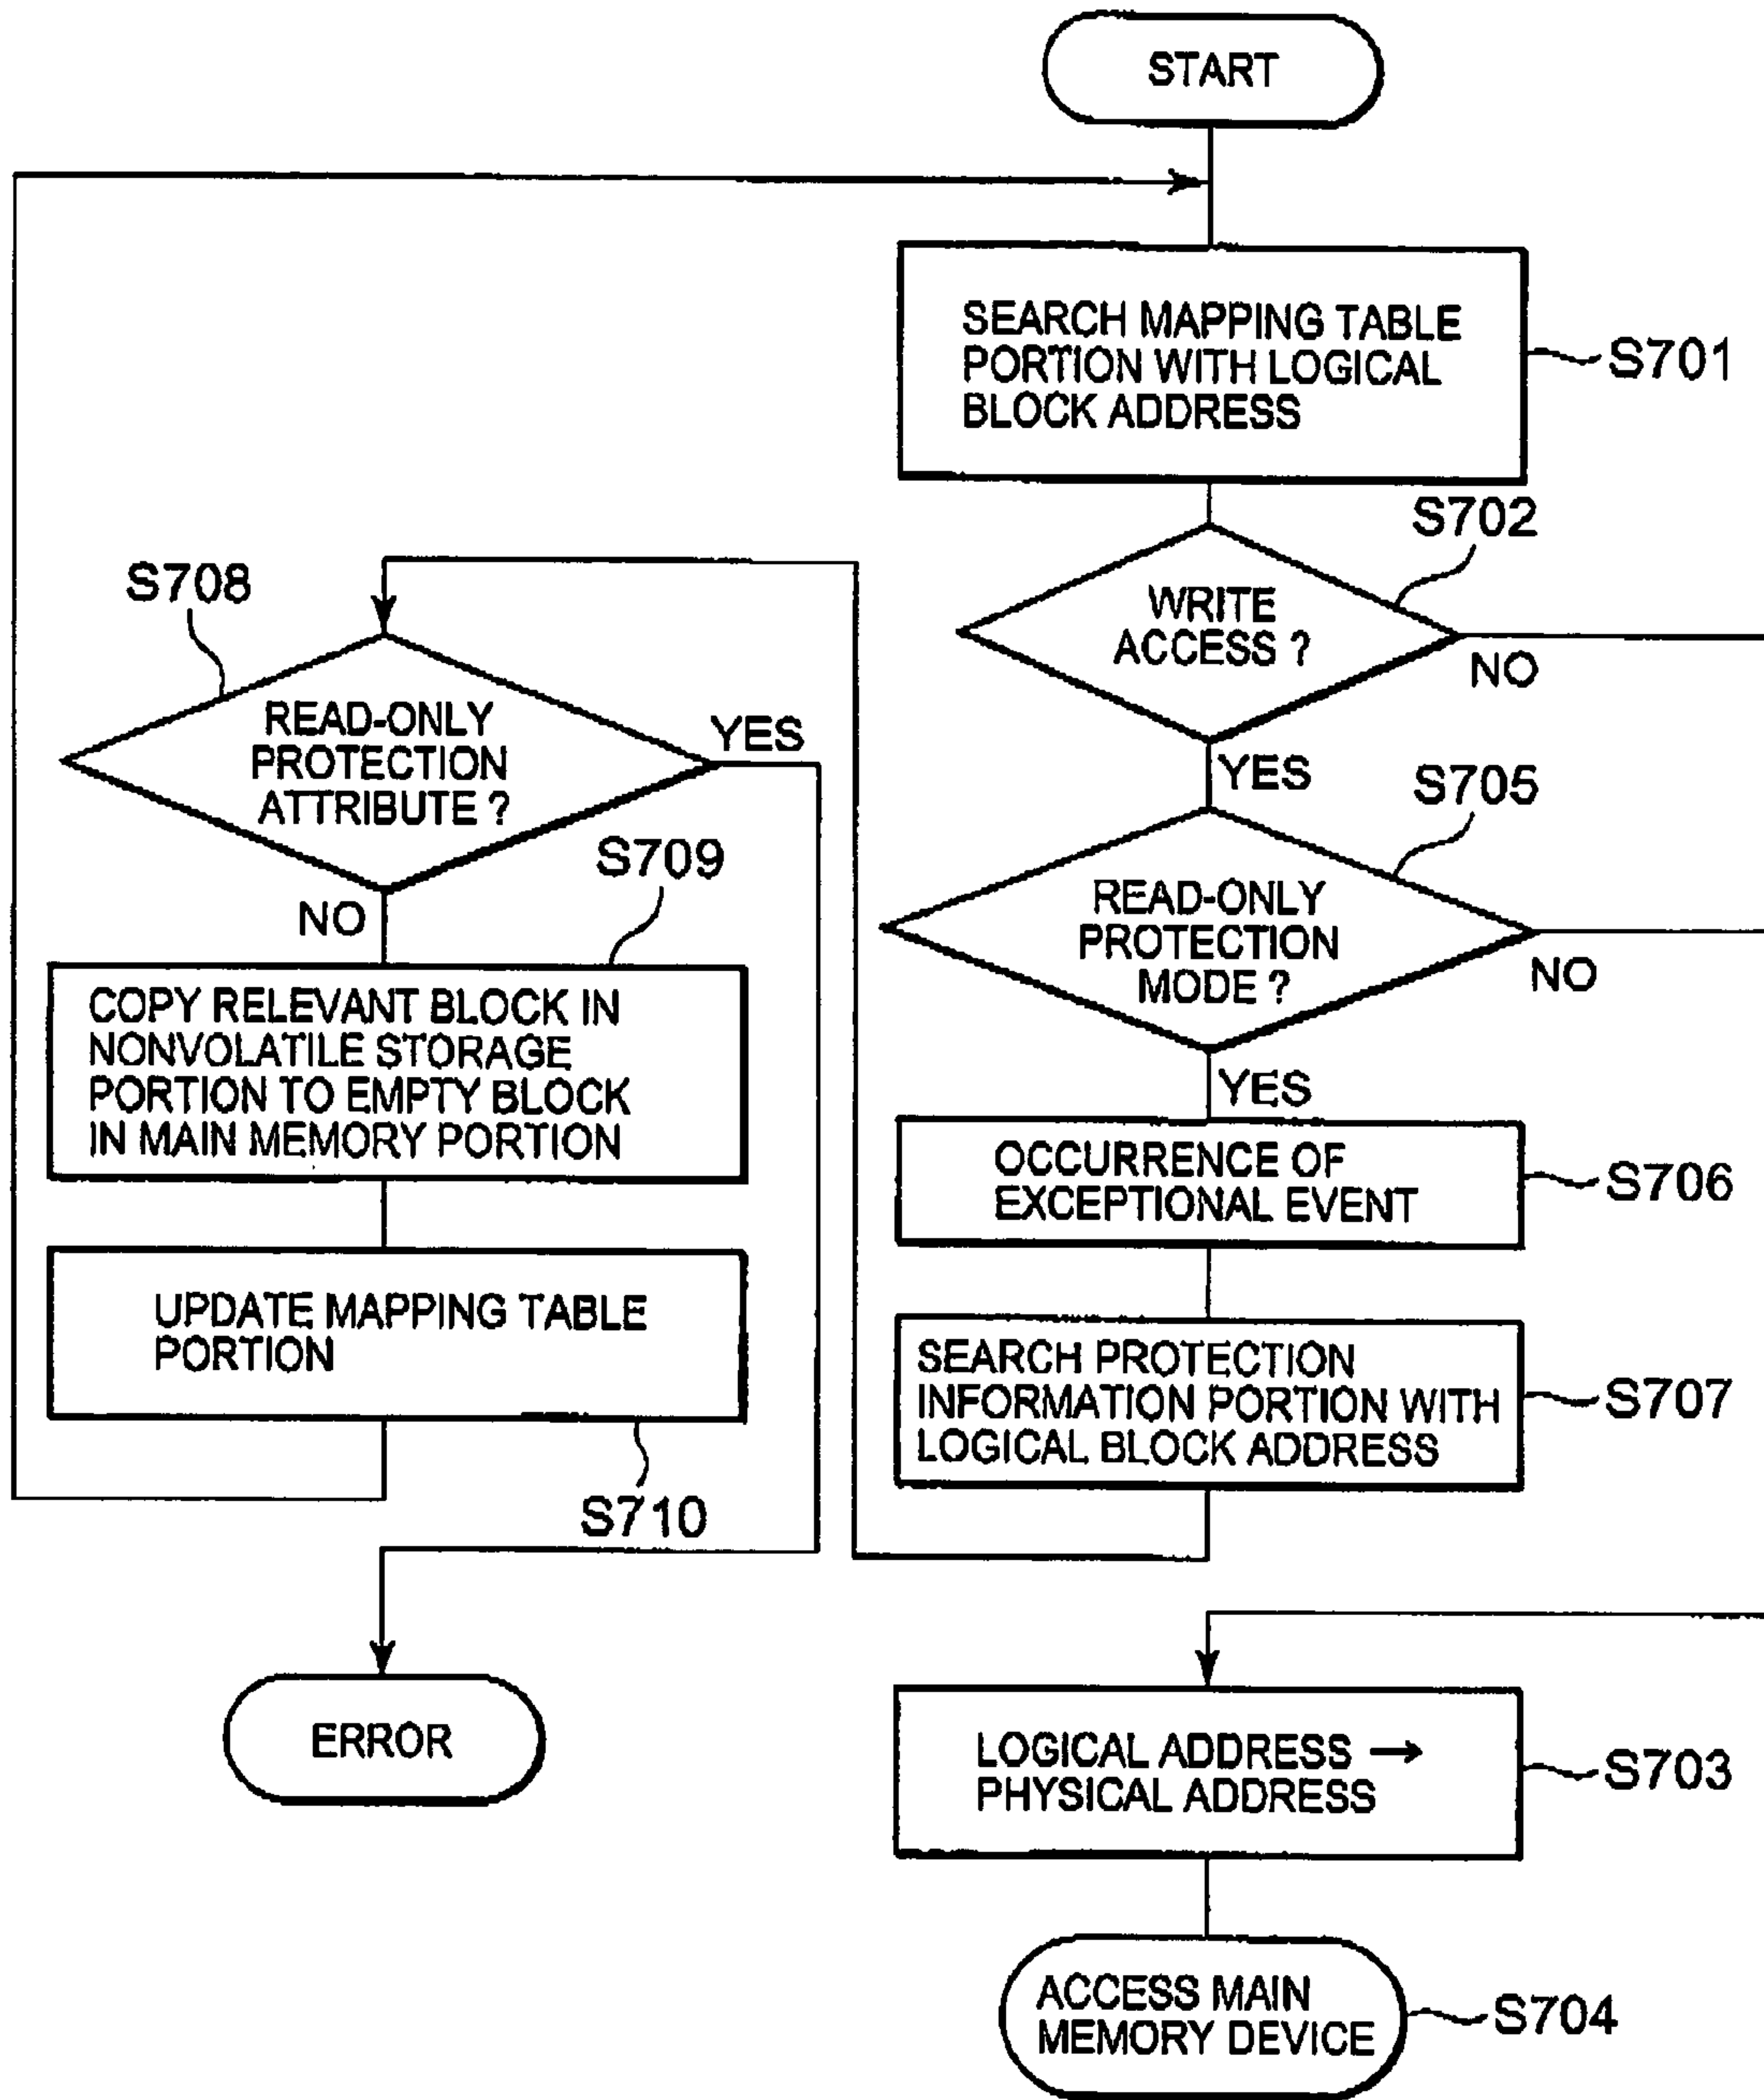 START
SEARCH MAPPING TABLE
PORTION WITH LOGICAL
BLOCK ADDRESS
S701
S702
WRITE
ACCESS ?
NO
YES
S705
READ-ONLY
PROTECTION
MODE ?
NO
YES
OCCURRENCE OF
EXCEPTIONAL EVENT
S706
SEARCH PROTECTION
INFORMATION PORTION WITH
LOGICAL BLOCK ADDRESS
S707
S708
READ-ONLY
PROTECTION
ATTRIBUTE ?
YES
NO
S709
COPY RELEVANT BLOCK IN
NONVOLATILE STORAGE
PORTION TO EMPTY BLOCK
IN MAIN MEMORY PORTION
UPDATE MAPPING TABLE
PORTION
S710
ERROR
LOGICAL ADDRESS →
PHYSICAL ADDRESS
S703
ACCESS MAIN
MEMORY DEVICE
S704